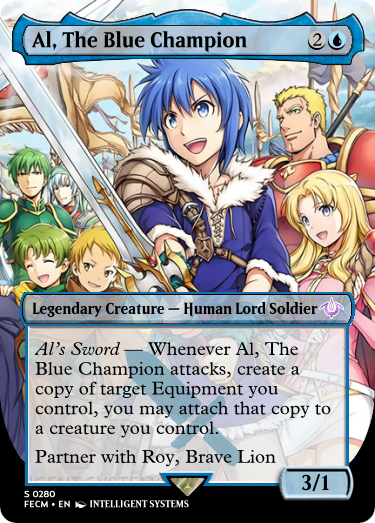 Al, The Blue Champion 2
Legendary Creature — Human Lord Soldier
Al's Sword — Whenever Al, The
Blue Champion attacks, create a
copy of target Equipment you
control, you may attach that copy to
a creature you control.
Partner with Roy, Brave Lion
3/1
S 0280
FECM • EN INTELLIGENT SYSTEMS